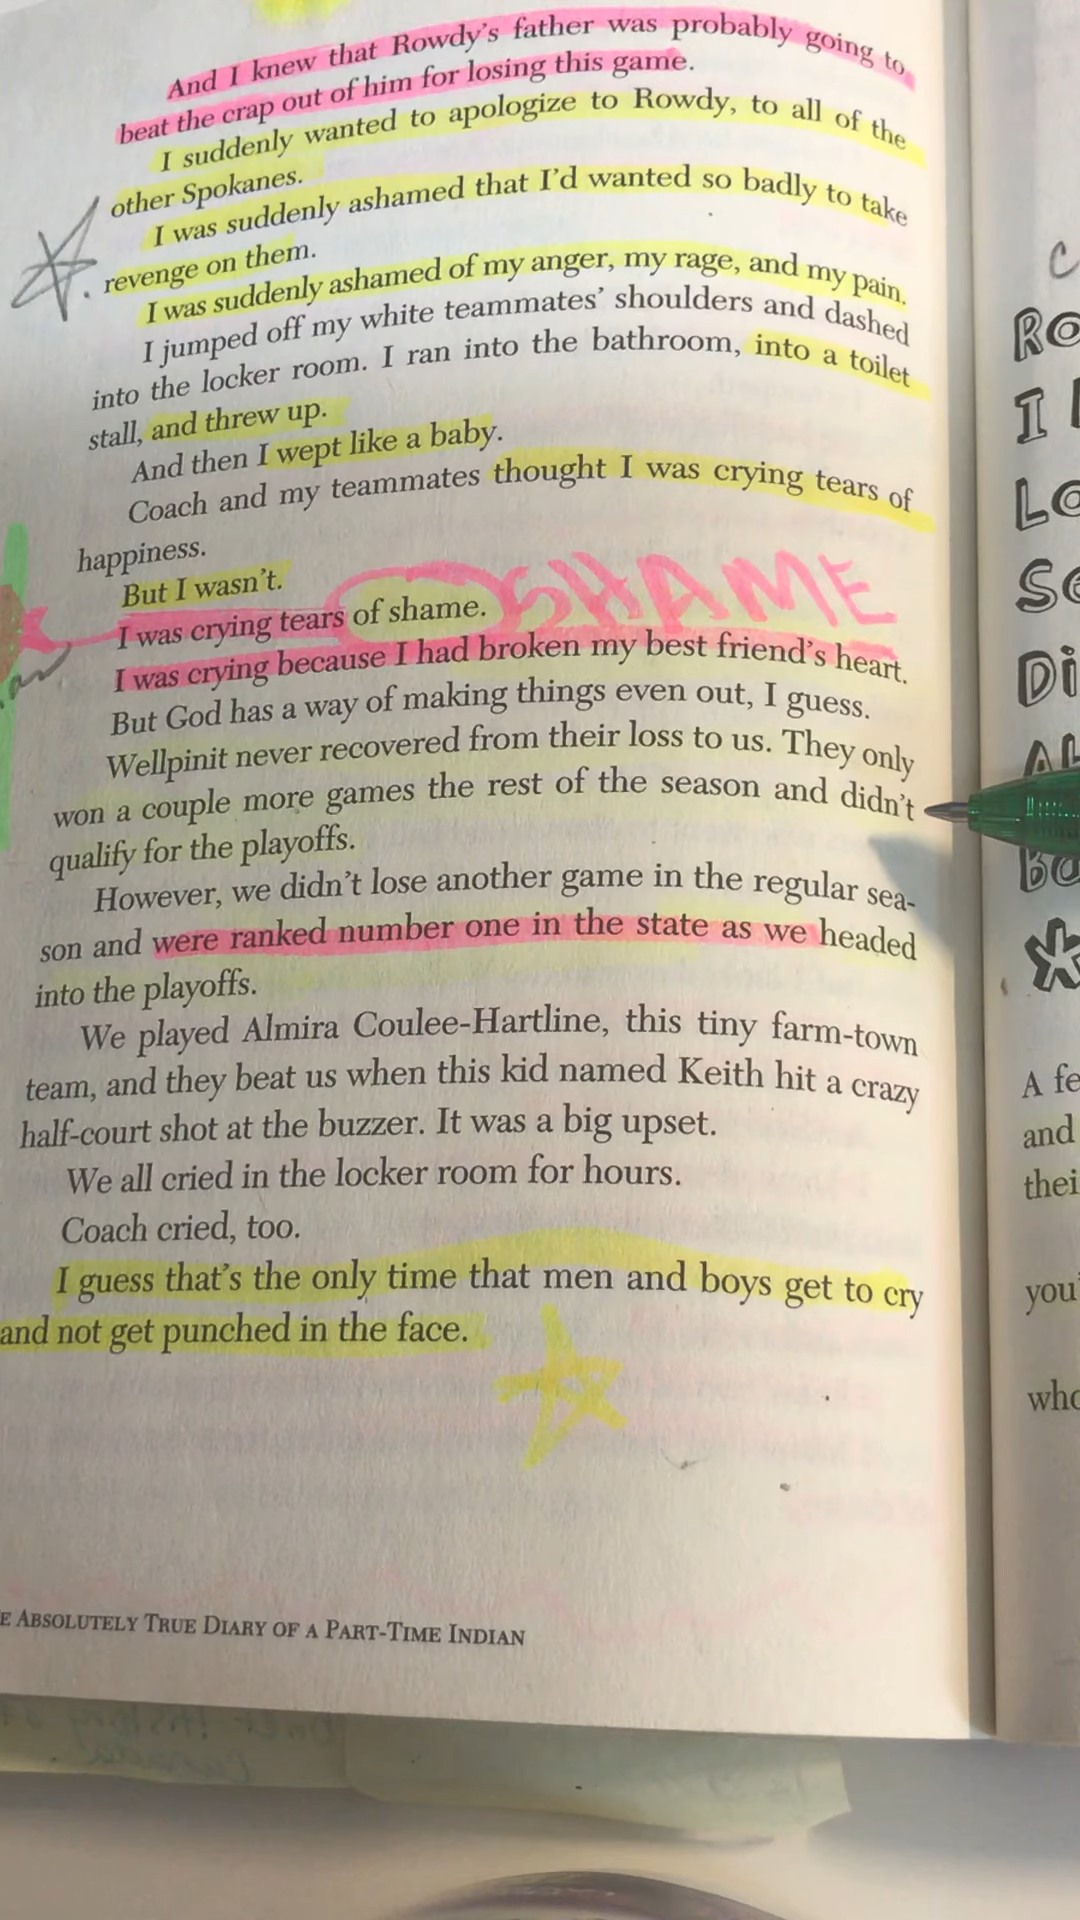 And I knew that Rowdy's father was probably going to
beat the crap out of him for losing this game.
I suddenly wanted to apologize to Rowdy, to all of the
other Spokanes.
I was suddenly ashamed that I'd wanted so badly to take
revenge on them.
I was suddenly ashamed of my anger, my rage, and my pain.
I jumped off my white teammates' shoulders and dashed
into the locker room. I ran into the bathroom, into a toilet
stall, and threw up.
And then I wept like a baby.
Coach and my teammates thought I was crying tears of
happiness.
But I wasn't.
I was crying tears of shame.
SHAME
I was crying because I had broken my best friend's heart.
But God has a way of making things even out, I guess.
Wellpinit never recovered from their loss to us. They only
won a couple more games the rest of the season and didn't
qualify for the playoffs.
However, we didn't lose another game in the regular sea-
son and were ranked number one in the state as we headed
into the playoffs.
We played Almira Coulee-Hartline, this tiny farm-town
team, and they beat us when this kid named Keith hit a crazy
half-court shot at the buzzer. It was a big upset.
We all cried in the locker room for hours.
Coach cried, too.
I guess that's the only time that men and boys get to cry
and not get punched in the face.
E ABSOLUTELY TRUE DIARY OF A PART-TIME INDIAN
C
RO
I
LO
SO
Di
AL
BO
A fe
and
thei
you'
who